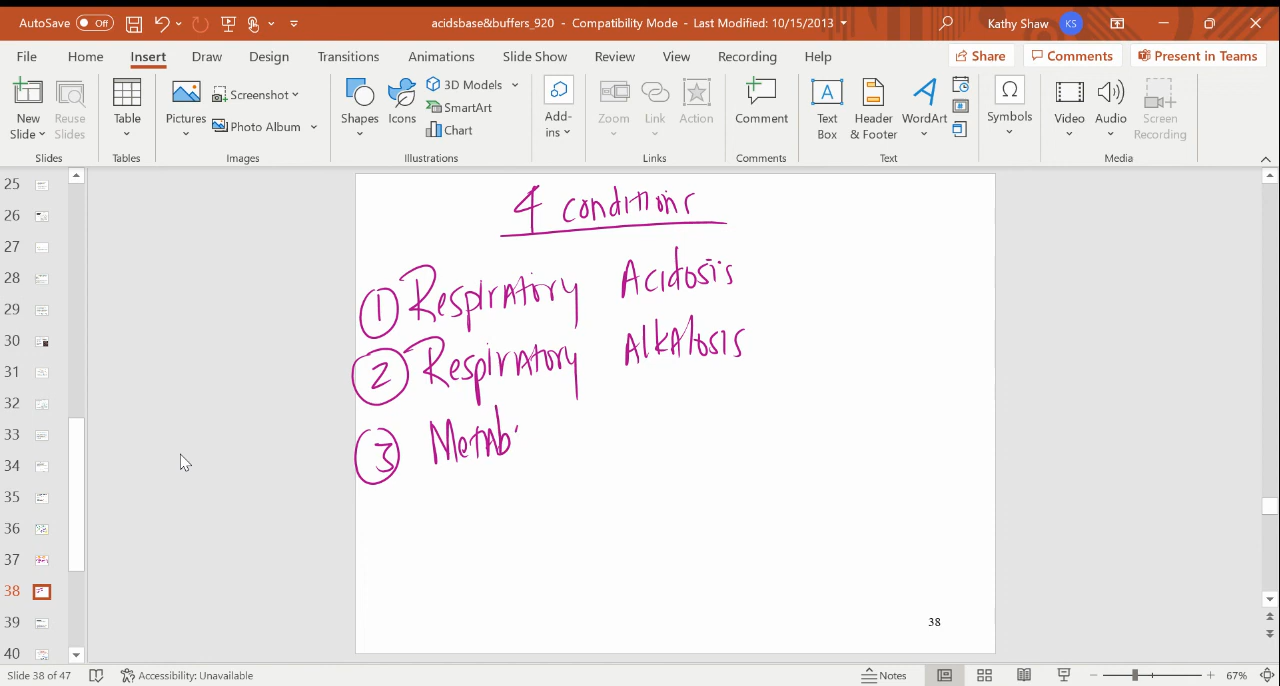 AutoSave Off acidsbase&buffers_920 - Compatibility Mode - Last Modified: 10/15/2013 Kathy Shaw KS
File Home Insert Draw Design Transitions Animations Slide Show Review View Recording Help Share Comments Present in Teams
New Slide
Reuse Slides
Table
Pictures
Screenshot
Photo Album
Shapes
Icons
3D Models
SmartArt
Chart
Add-ins
Zoom
Link
Action
Comment
Text Box
Header & Footer
WordArt
Symbols
Video
Audio
Screen Recording
Slides Tables Images Illustrations Links Comments Text Media
25
26
27
28
29
30
31
32
33
34
35
36
37
38
39
40
4 conditions
1 Respiratory Acidosis
2 Respiratory Alkalosis
3 Metab
38
Slide 38 of 47 Accessibility: Unavailable Notes 67%